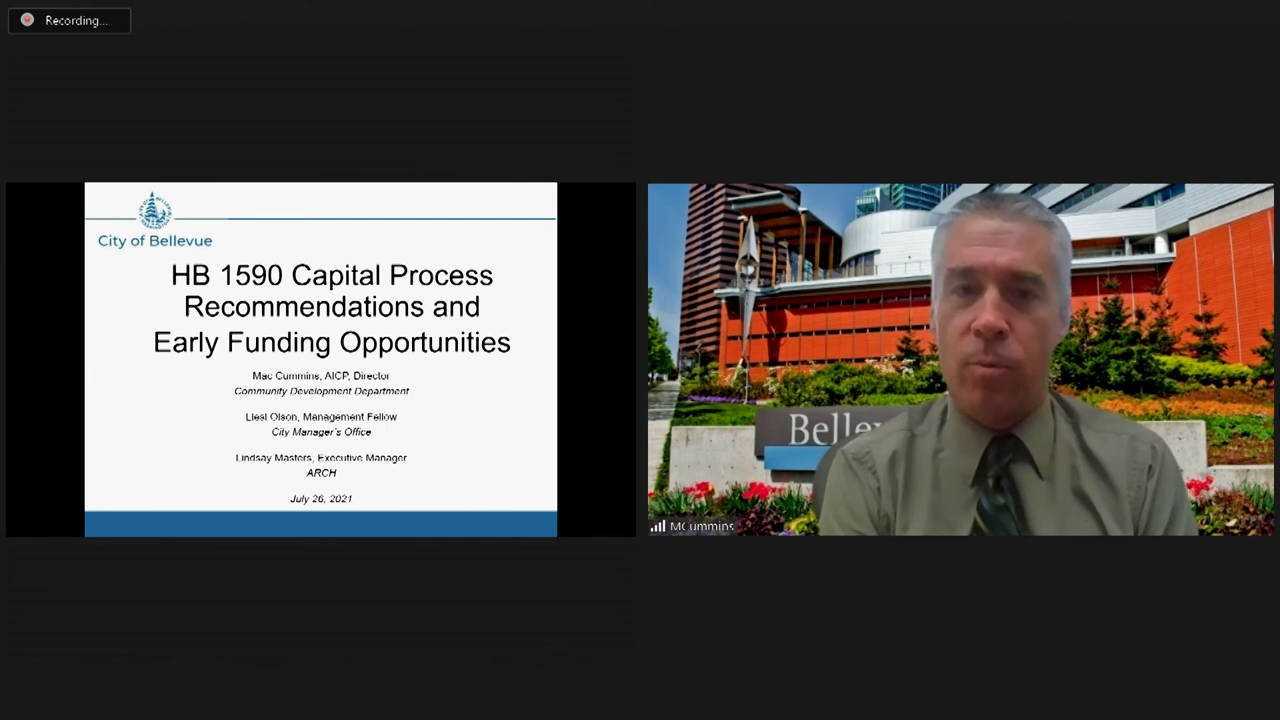 Recording...
City of Bellevue
HB 1590 Capital Process
Recommendations and
Early Funding Opportunities
Mac Cummins, AICP, Director
Community Development Department
Liesl Olson, Management Fellow
City Manager's Office
Lindsay Masters, Executive Manager
ARCH
July 26, 2021
Belle
MCummins